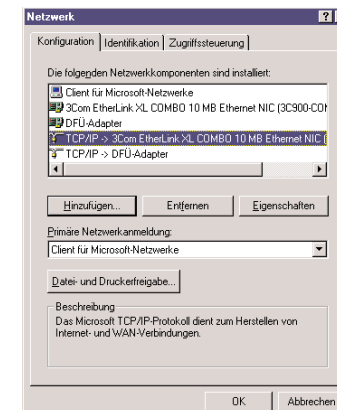 Netzwerk
Konfiguration Identifikation Zugriffssteuerung
Die folgenden Netzwerkkomponenten sind installiert:
Client für Microsoft-Netzwerke
3Com EtherLink XL COMBO 10 MB Ethernet NIC (3C900-COM
DFÜ-Adapter
TCP/IP -> 3Com EtherLink XL COMBO 10 MB Ethernet NIC (
TCP/IP -> DFÜ-Adapter
Hinzufügen... Entfernen Eigenschaften
Primäre Netzwerkanmeldung:
Client für Microsoft-Netzwerke
Datei- und Druckerfreigabe...
Beschreibung
Das Microsoft TCP/IP-Protokoll dient zum Herstellen von
Internet- und WAN-Verbindungen.
OK Abbrechen